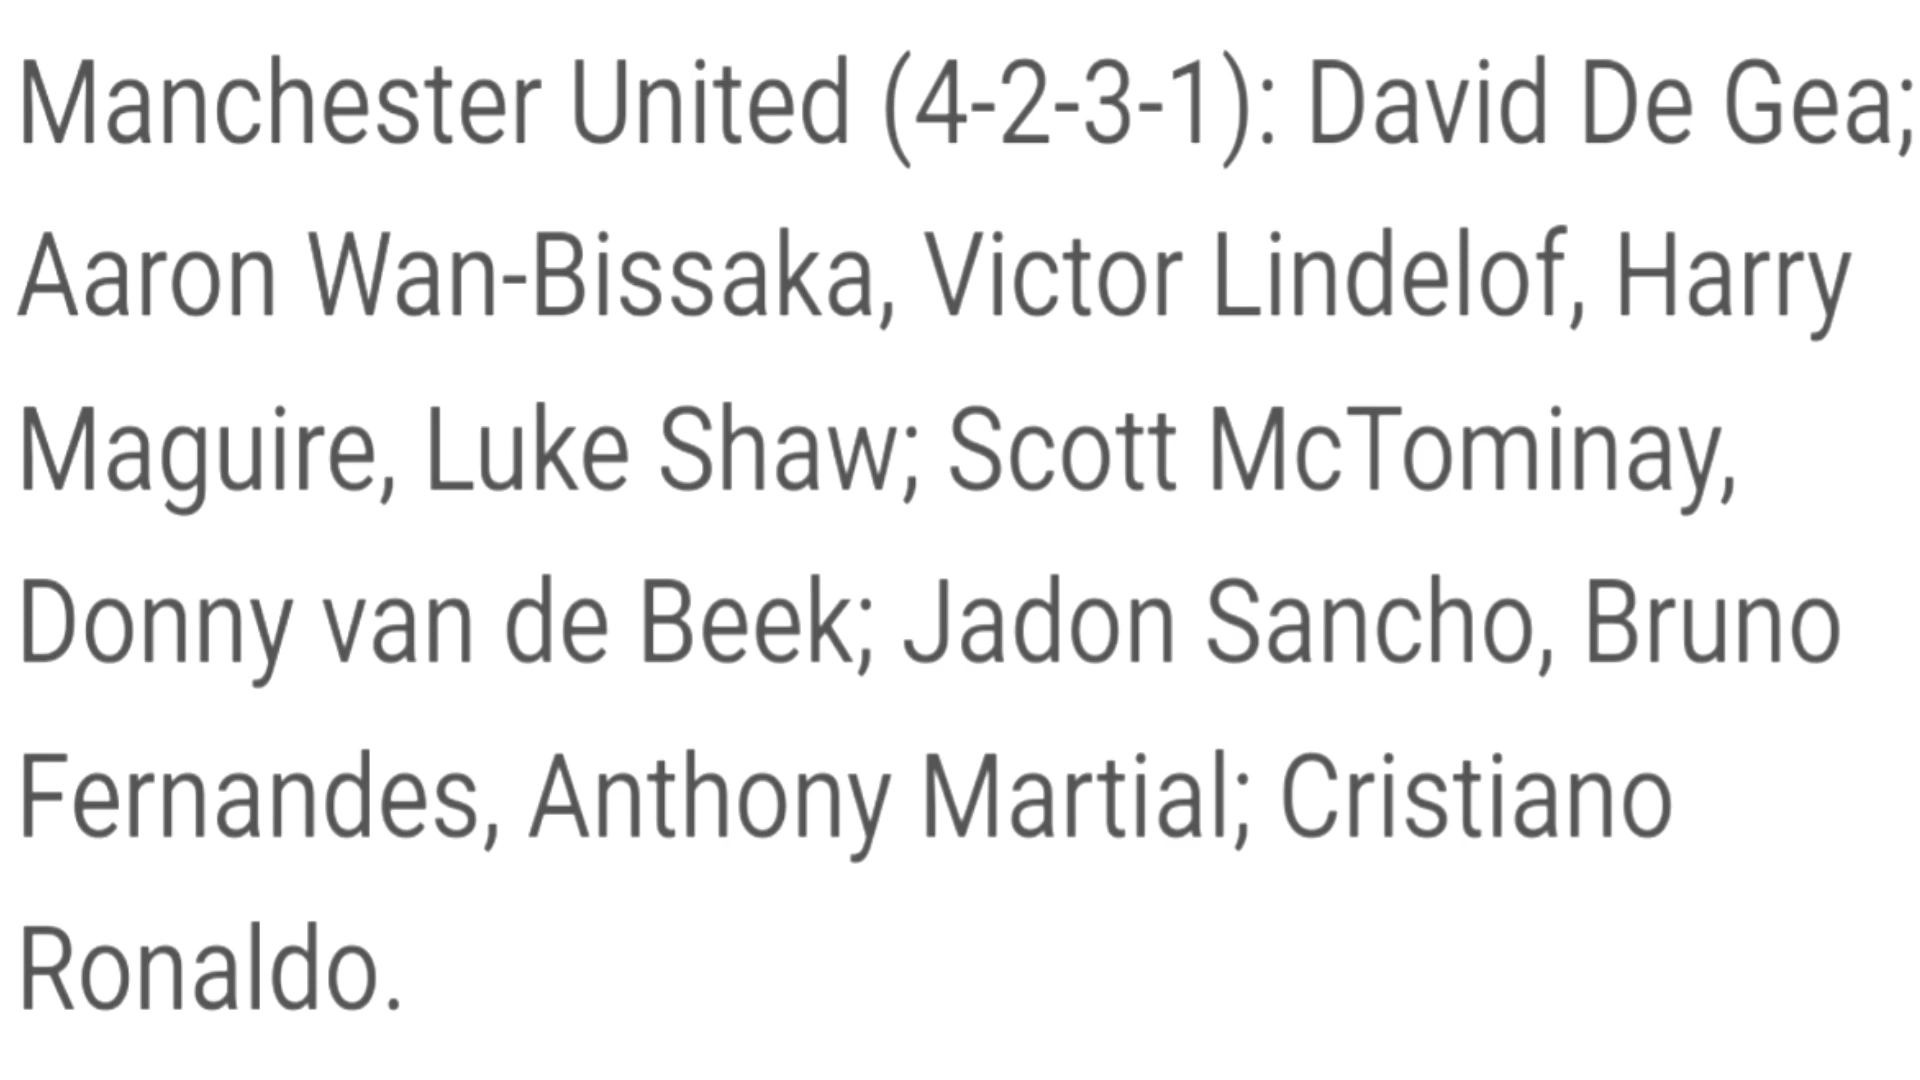 Manchester United (4-2-3-1): David De Gea;
Aaron Wan-Bissaka, Victor Lindelof, Harry
Maguire, Luke Shaw; Scott McTominay,
Donny van de Beek; Jadon Sancho, Bruno
Fernandes, Anthony Martial; Cristiano
Ronaldo.